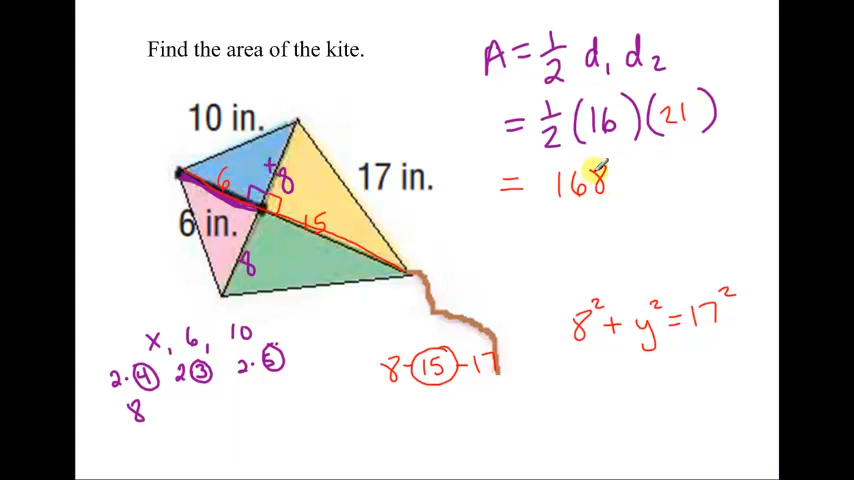 Find the area of the kite.
A = 1/2 d₁ d₂
= 1/2 (16)(21)
= 168
10 in.
17 in.
6 in.
6
+8
15
8
8² + y² = 17²
x, 6, 10
2·4 2 3 2·5
8
8-15-17